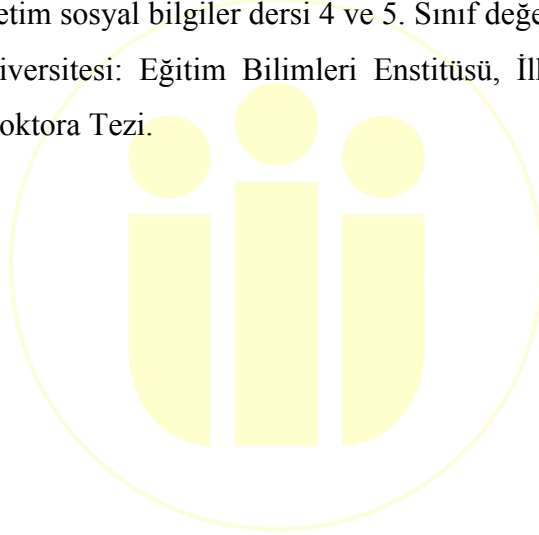 etim sosyal bilgiler dersi 4 ve 5. Sınıf değe
iversitesi: Eğitim Bilimleri Enstitüsü, İl
oktora Tezi.